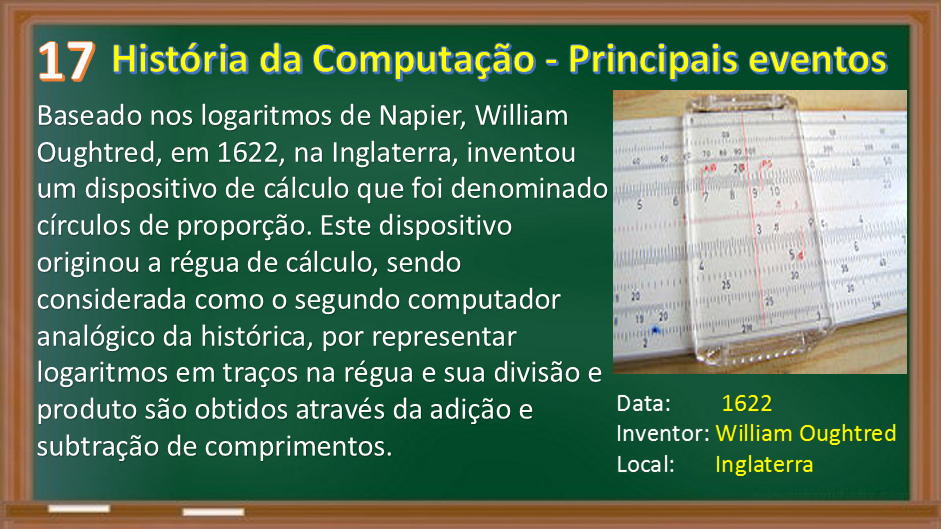 17 História da Computação - Principais eventos
Baseado nos logaritmos de Napier, William
Oughtred, em 1622, na Inglaterra, inventou
um dispositivo de cálculo que foi denominado
círculos de proporção. Este dispositivo
originou a régua de cálculo, sendo
considerada como o segundo computador
analógico da histórica, por representar
logaritmos em traços na régua e sua divisão e
produto são obtidos através da adição e
subtração de comprimentos.
Data: 1622
Inventor: William Oughtred
Local: Inglaterra